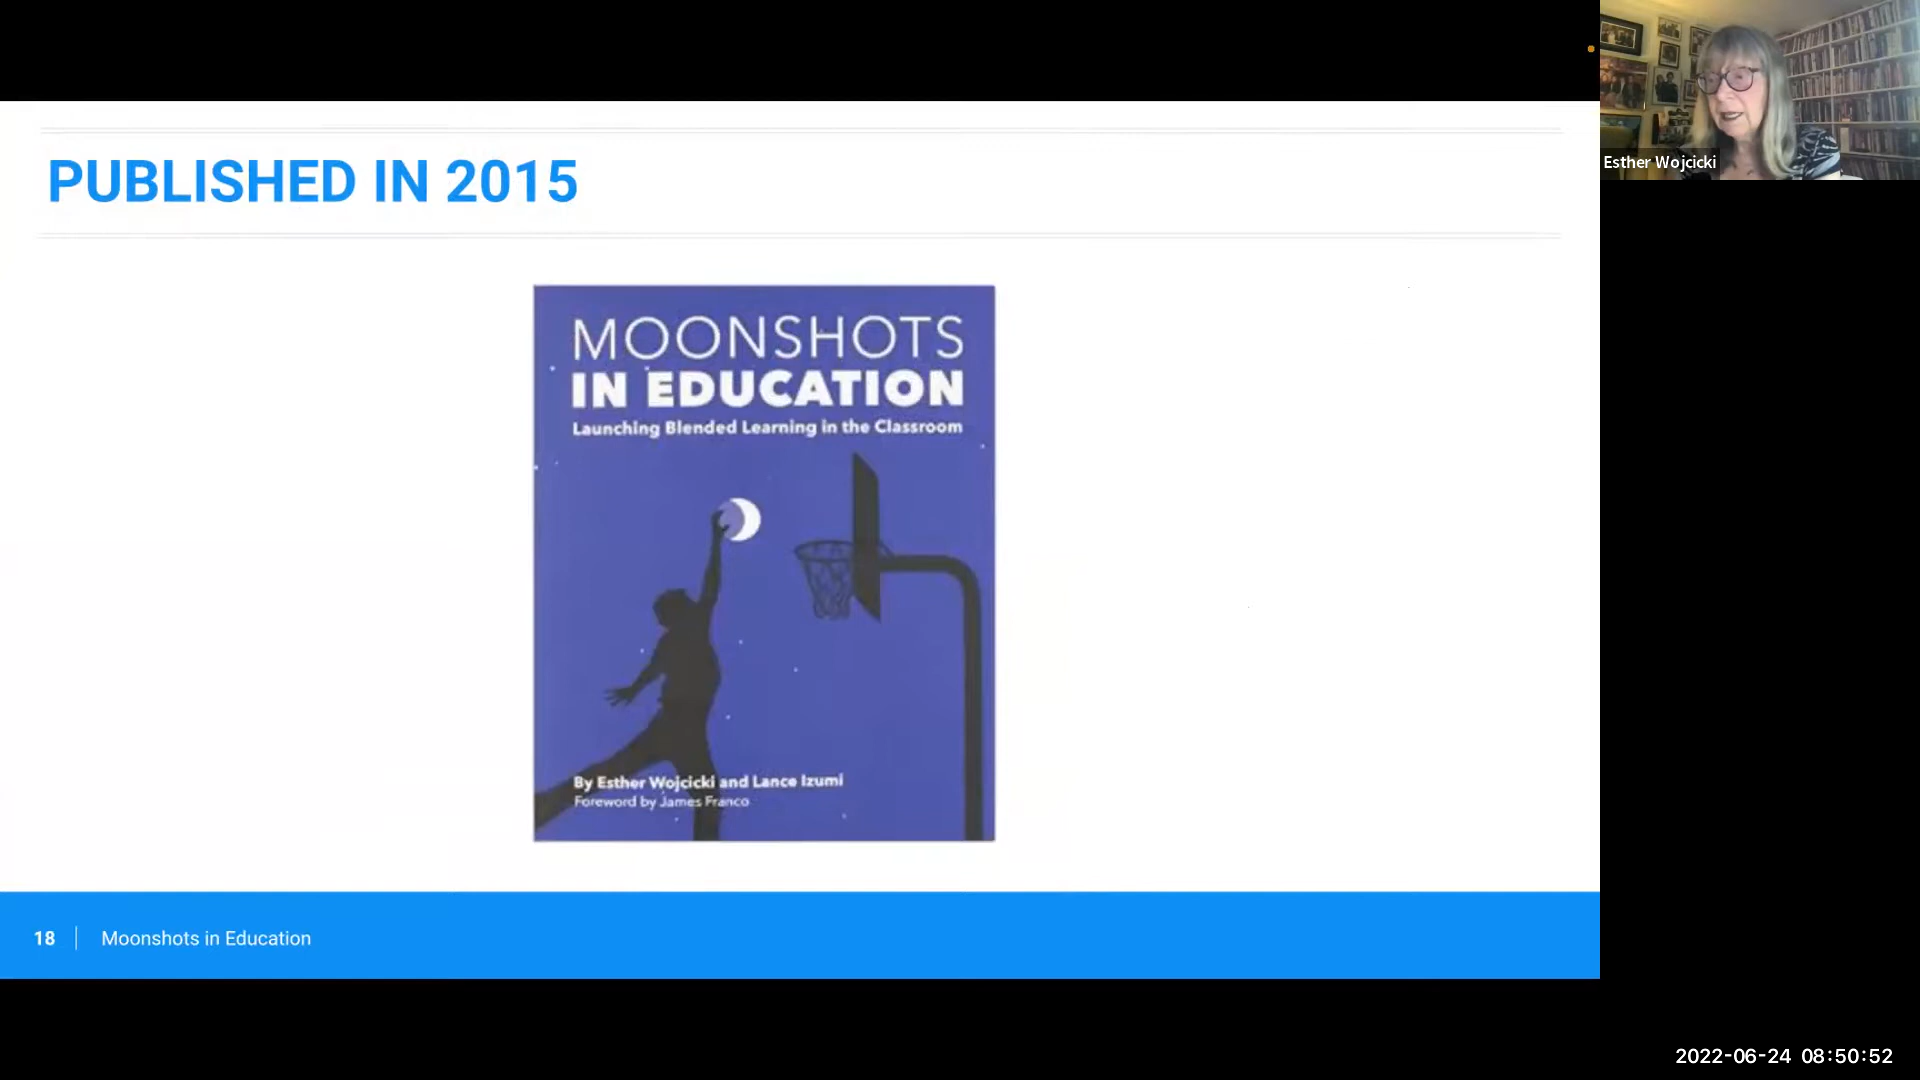 PUBLISHED IN 2015
MOONSHOTS
IN EDUCATION
Launching Blended Learning in the Classroom
By Esther Wojcicki and Lance Izumi
Foreword by James Franco
18
Moonshots in Education
Esther Wojcicki
2022-06-24 08:50:52